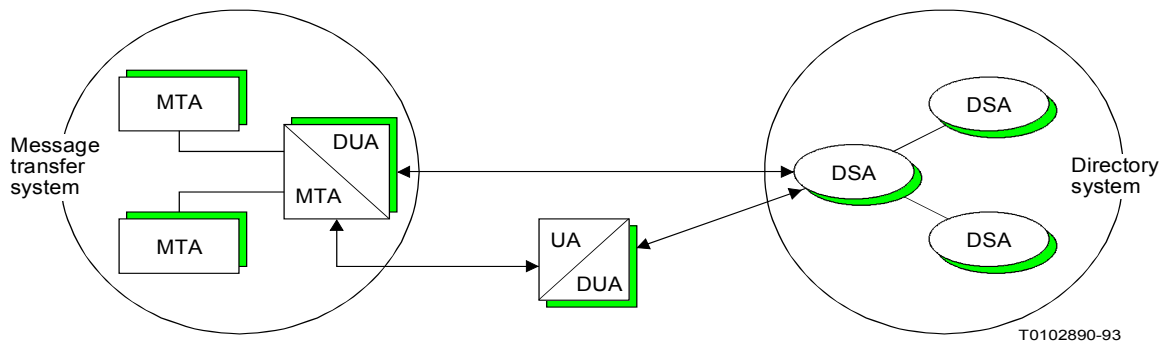 MTA
DUA
MTA
MTA
Message
transfer
system
UA
DUA
DSA
DSA
DSA
Directory
system
T0102890-93